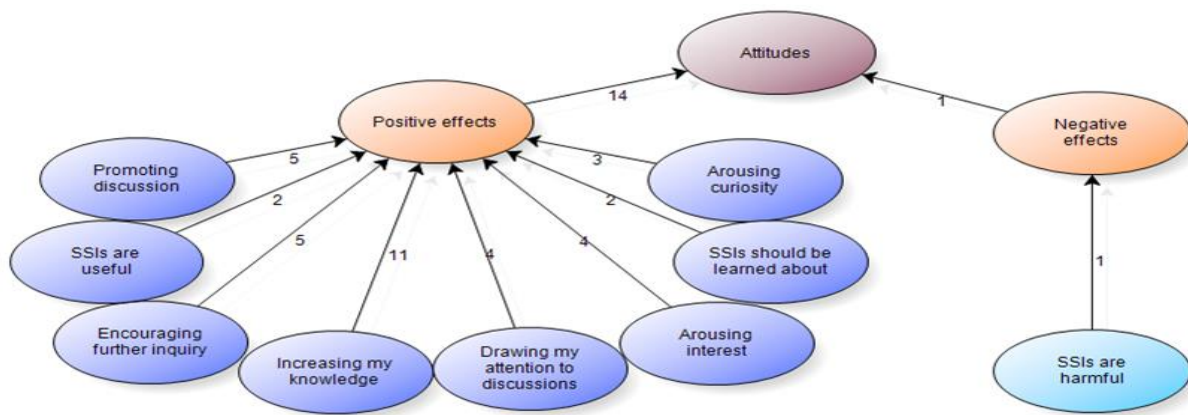 Attitudes
14
1
Positive effects
Negative
effects
Promoting
discussion
5
3
Arousing
curiosity
2
2
SSIs are
useful
5
11
4
4
SSIs should be
learned about
1
Encouraging
further inquiry
Increasing my
knowledge
Drawing my
attention to
discussions
Arousing
interest
SSIs are
harmful